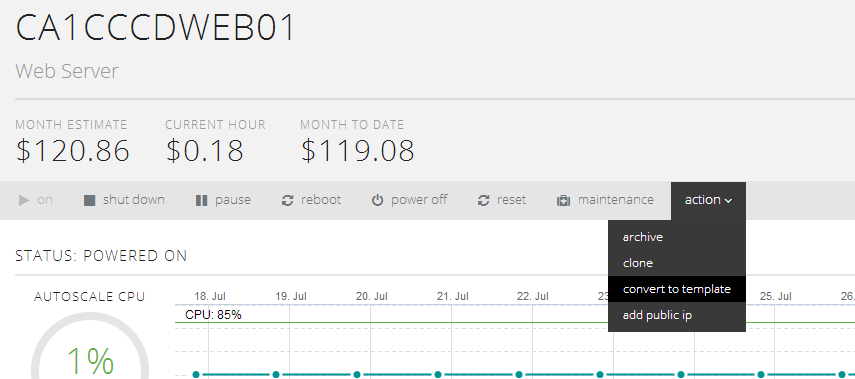 CA1CCCDWEB01
Web Server
MONTH ESTIMATE CURRENT HOUR MONTH TO DATE
$120.86 $0.18 $119.08
on shut down pause reboot power off reset maintenance action
archive
clone
convert to template
add public ip
STATUS: POWERED ON
AUTOSCALE CPU
18. Jul 19. Jul 20. Jul 21. Jul 22. Jul 25. Jul
CPU: 85%
1%